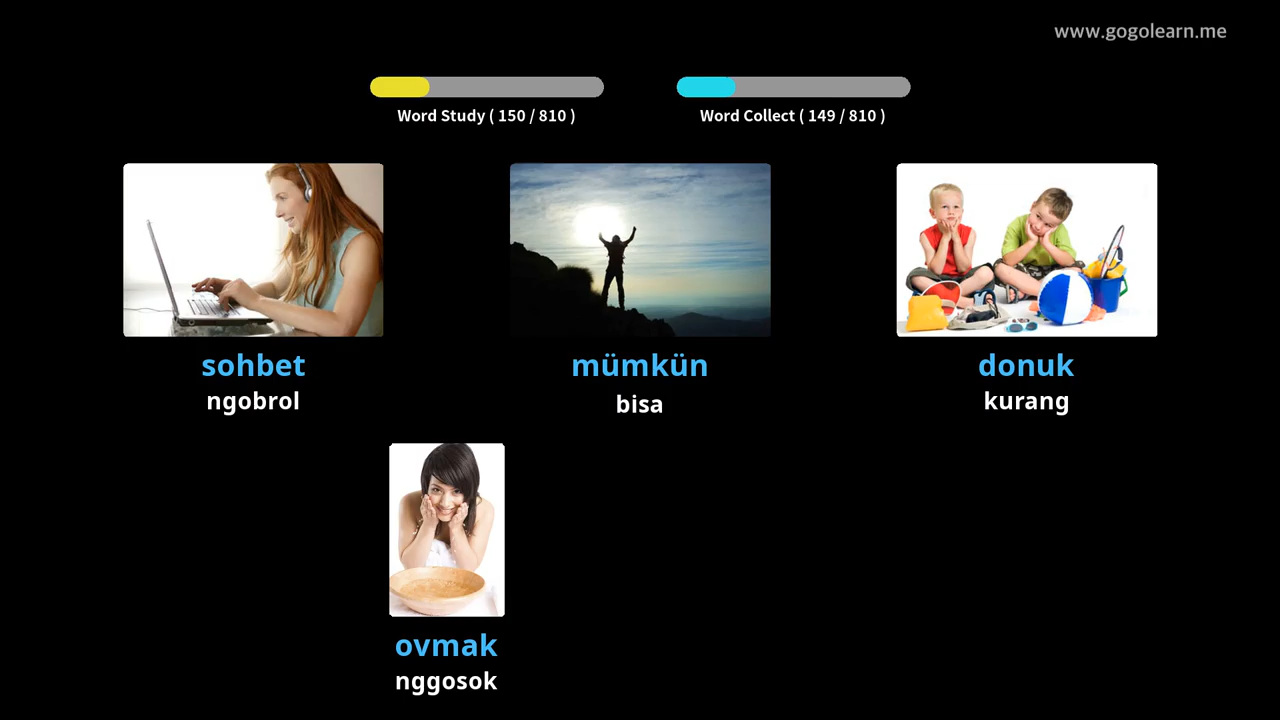 www.gogolearn.me
Word Study ( 150 / 810 )
Word Collect ( 149 / 810 )
sohbet
ngobrol
mümkün
bisa
donuk
kurang
ovmak
nggosok